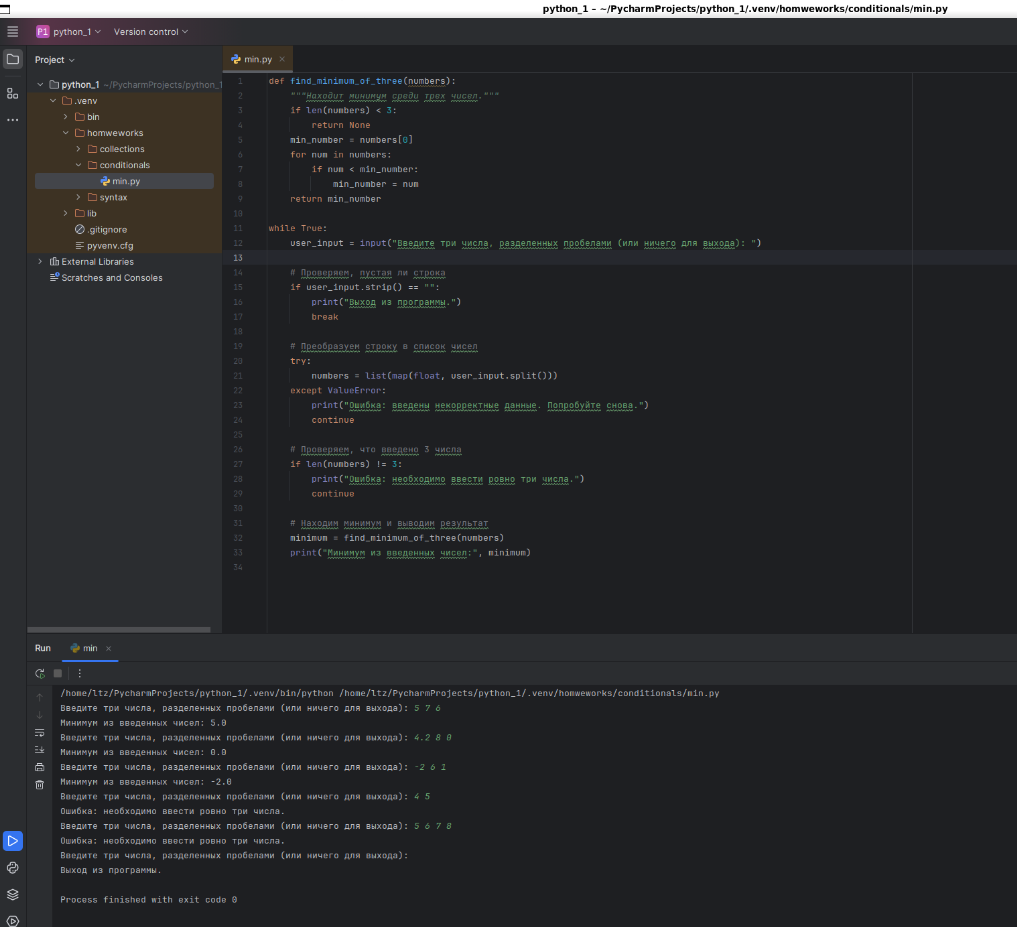 python_1 – ~/PycharmProjects/python_1/.venv/homweworks/conditionals/min.py
P1 python_1 Version control
Project
min.py
python_1 ~/PycharmProjects/python_1
.venv
bin
homweworks
collections
conditionals
min.py
syntax
lib
.gitignore
pyvenv.cfg
External Libraries
Scratches and Consoles
1 def find_minimum_of_three(numbers):
2 """Находит минимум среди трех чисел."""
3 if len(numbers) < 3:
4 return None
5 min_number = numbers[0]
6 for num in numbers:
7 if num < min_number:
8 min_number = num
9 return min_number
10
11 while True:
12 user_input = input("Введите три числа, разделенных пробелами (или ничего для выхода): ")
13
14 # Проверяем, пустая ли строка
15 if user_input.strip() == "":
16 print("Выход из программы.")
17 break
18
19 # Преобразуем строку в список чисел
20 try:
21 numbers = list(map(float, user_input.split()))
22 except ValueError:
23 print("Ошибка: введены некорректные данные. Попробуйте снова.")
24 continue
25
26 # Проверяем, что введено 3 числа
27 if len(numbers) != 3:
28 print("Ошибка: необходимо ввести ровно три числа.")
29 continue
30
31 # Находим минимум и выводим результат
32 minimum = find_minimum_of_three(numbers)
33 print("Минимум из введенных чисел:", minimum)
34
Run min
/home/ltz/PycharmProjects/python_1/.venv/bin/python /home/ltz/PycharmProjects/python_1/.venv/homweworks/conditionals/min.py
Введите три числа, разделенных пробелами (или ничего для выхода): 5 7 6
Минимум из введенных чисел: 5.0
Введите три числа, разделенных пробелами (или ничего для выхода): 4.2 8 0
Минимум из введенных чисел: 0.0
Введите три числа, разделенных пробелами (или ничего для выхода): -2 6 1
Минимум из введенных чисел: -2.0
Введите три числа, разделенных пробелами (или ничего для выхода): 4 5
Ошибка: необходимо ввести ровно три числа.
Введите три числа, разделенных пробелами (или ничего для выхода): 5 6 7 8
Ошибка: необходимо ввести ровно три числа.
Введите три числа, разделенных пробелами (или ничего для выхода):
Выход из программы.
Process finished with exit code 0